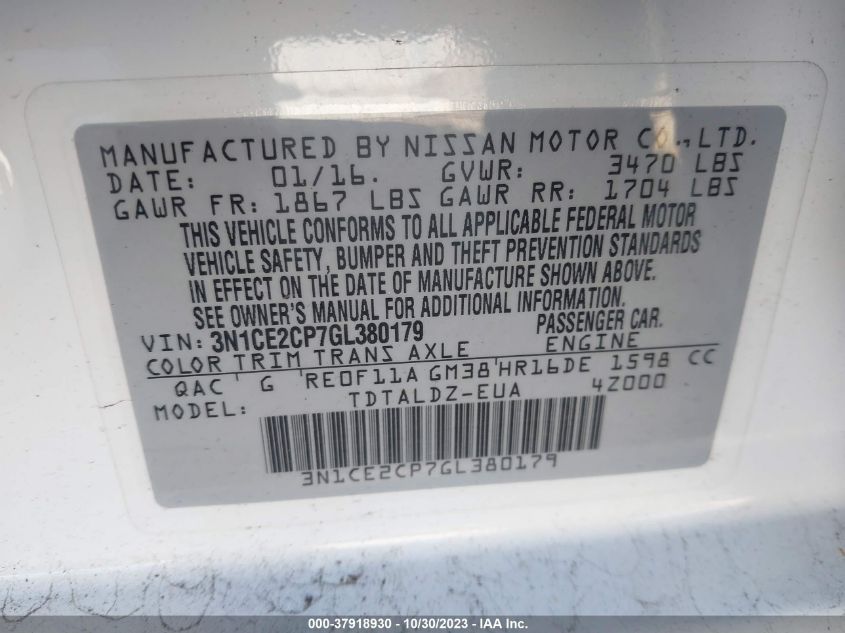 MANUFACTURED BY NISSAN MOTOR CO., LTD.
DATE: 01/16. GVWR: 3470 LBS
GAWR FR: 1867 LBS GAWR RR: 1704 LBS
THIS VEHICLE CONFORMS TO ALL APPLICABLE FEDERAL MOTOR
VEHICLE SAFETY, BUMPER AND THEFT PREVENTION STANDARDS
IN EFFECT ON THE DATE OF MANUFACTURE SHOWN ABOVE.
SEE OWNER'S MANUAL FOR ADDITIONAL INFORMATION.
VIN: 3N1CE2CP7GL380179 PASSENGER CAR.
COLOR TRIM TRANS AXLE ENGINE
QAC G RE0F11A GM38 HR16DE 1598 CC
MODEL: TDTALDZ-EUA 4Z000
3N1CE2CP7GL380179
000-37918930 - 10/30/2023 - IAA Inc.